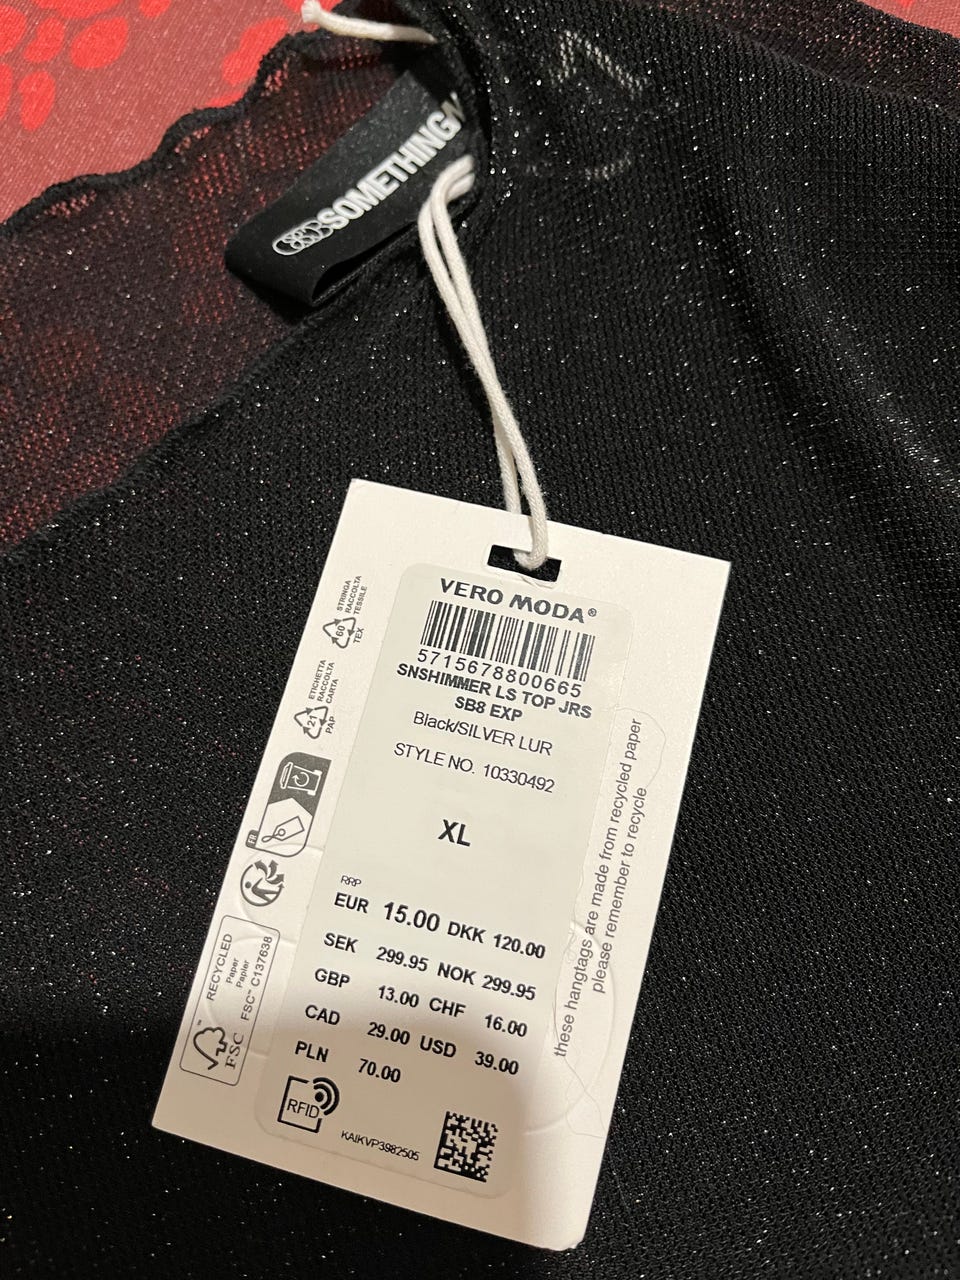 SOMETHING
VERO MODA®
5715678800665
SNSHIMMER LS TOP JRS
SB8 EXP
Black/SILVER LUR
STYLE NO. 10330492
XL
RRP
EUR 15.00 DKK 120.00
SEK 299.95 NOK 299.95
GBP 13.00 CHF 16.00
CAD 29.00 USD 39.00
PLN 70.00
RFID
KAIKVP3982505
these hangtags are made from recycled paper
please remember to recycle
STRINGA
RACCOLTA
TESSILE
60
TEX
ETICHETTA
RACCOLTA
CARTA
21
PAP
FR
RECYCLED
Paper
Papier
FSC™ C137638
FSC